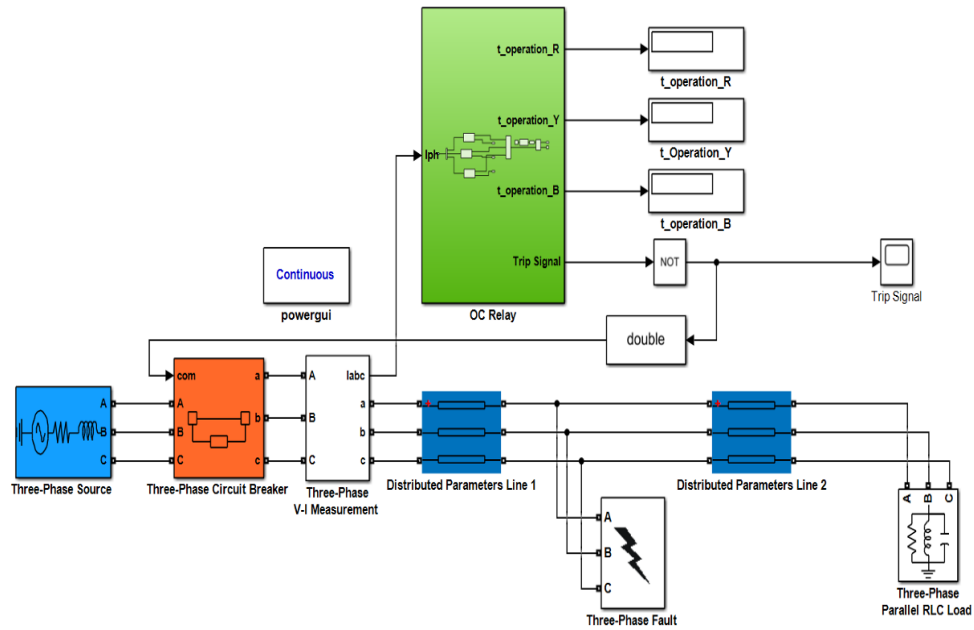 t_operation_R
t_operation_R
t_operation_Y
t_Operation_Y
Iph
t_operation_B
t_operation_B
Trip Signal
NOT
Trip Signal
OC Relay
Continuous
powergui
double
com
a
A
Iabc
A
A
b
B
a
B
B
b
C
C
c
C
c
Three-Phase Source
Three-Phase Circuit Breaker
Three-Phase
V-I Measurement
Distributed Parameters Line 1
Distributed Parameters Line 2
A
B
C
Three-Phase Fault
A
B
C
Three-Phase
Parallel RLC Load